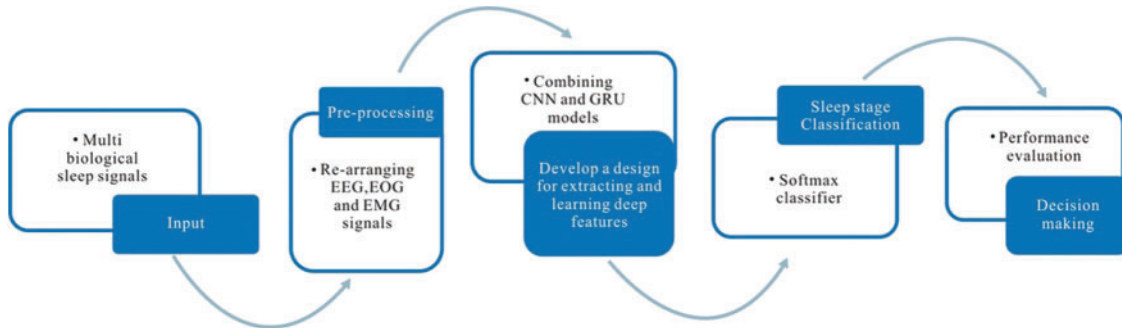 • Multi
biological
sleep signals
Input
Pre-processing
• Re-arranging
EEG,EOG
and EMG
signals
• Combining
CNN and GRU
models
Develop a design
for extracting and
learning deep
features
Sleep stage
Classification
• Softmax
classifier
• Performance
evaluation
Decision
making